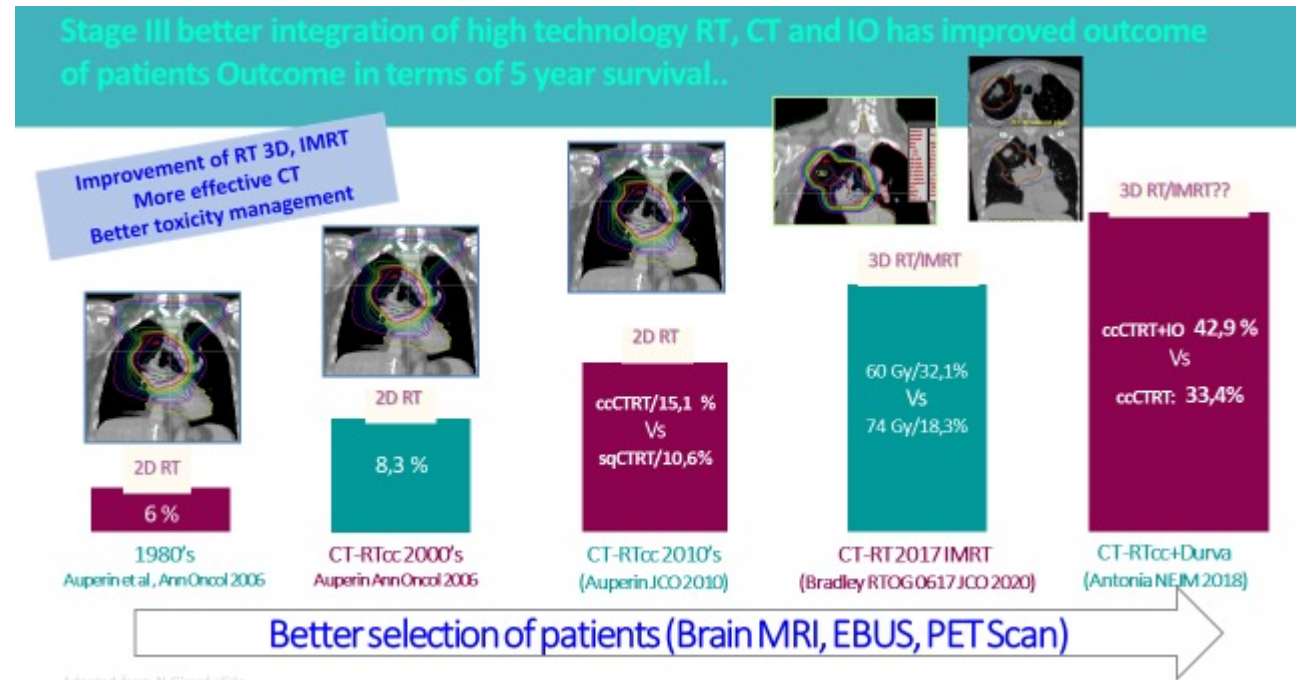 Stage III better integration of high technology RT, CT and IO has improved outcome
of patients Outcome in terms of 5 year survival..
Improvement of RT 3D, IMRT
More effective CT
Better toxicity management
2D RT
6 %
1980's
Auperin et al, Ann Oncol 2006
2D RT
8,3 %
CT-RTcc 2000's
Auperin Ann Oncol 2006
2D RT
ccCTRT/15,1 %
Vs
sqCTRT/10,6%
CT-RTcc 2010's
(Auperin JCO 2010)
3D RT/IMRT
60 Gy/32,1%
Vs
74 Gy/18,3%
CT-RT 2017 IMRT
(Bradley RTOG 0617 JCO 2020)
3D RT/IMRT??
ccCTRT+IO 42,9 %
Vs
ccCTRT: 33,4%
CT-RTcc+Durva
(Antonia NEJM 2018)
Better selection of patients (Brain MRI, EBUS, PET Scan)